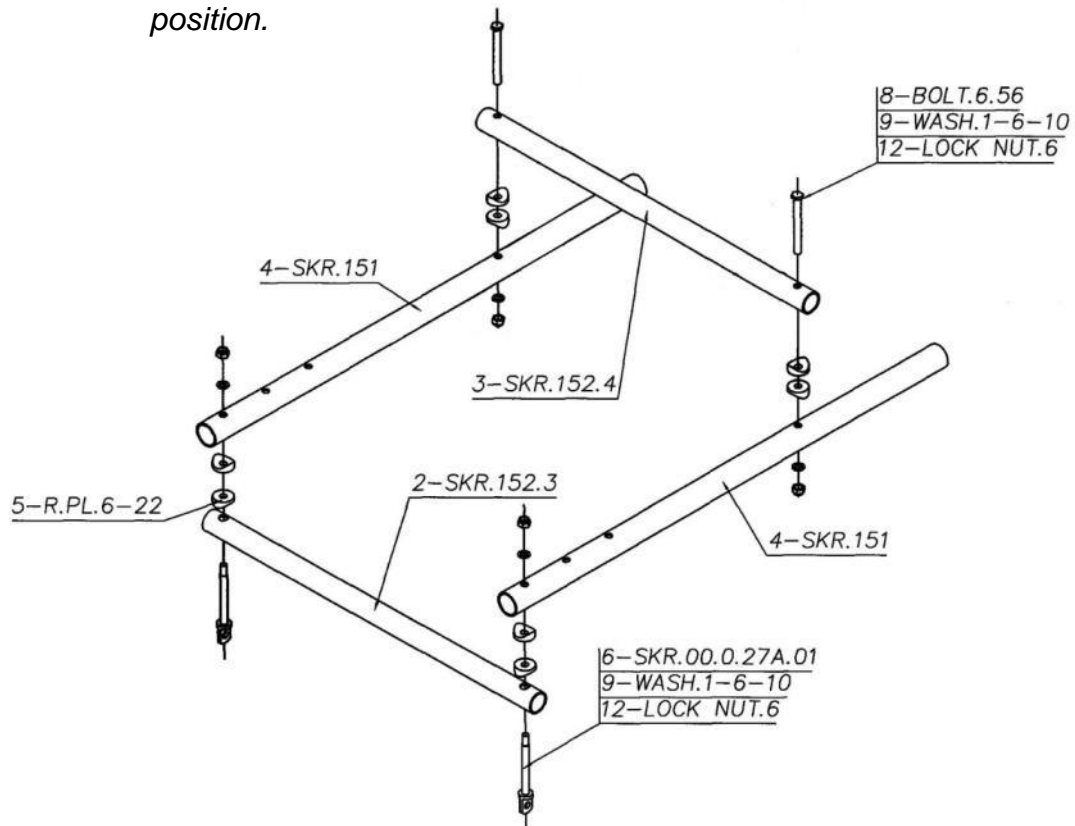 position.
8-BOLT.6.56
9-WASH.1-6-10
12-LOCK NUT.6
4-SKR.151
3-SKR.152.4
5-R.PL.6-22
2-SKR.152.3
4-SKR.151
6-SKR.00.0.27A.01
9-WASH.1-6-10
12-LOCK NUT.6